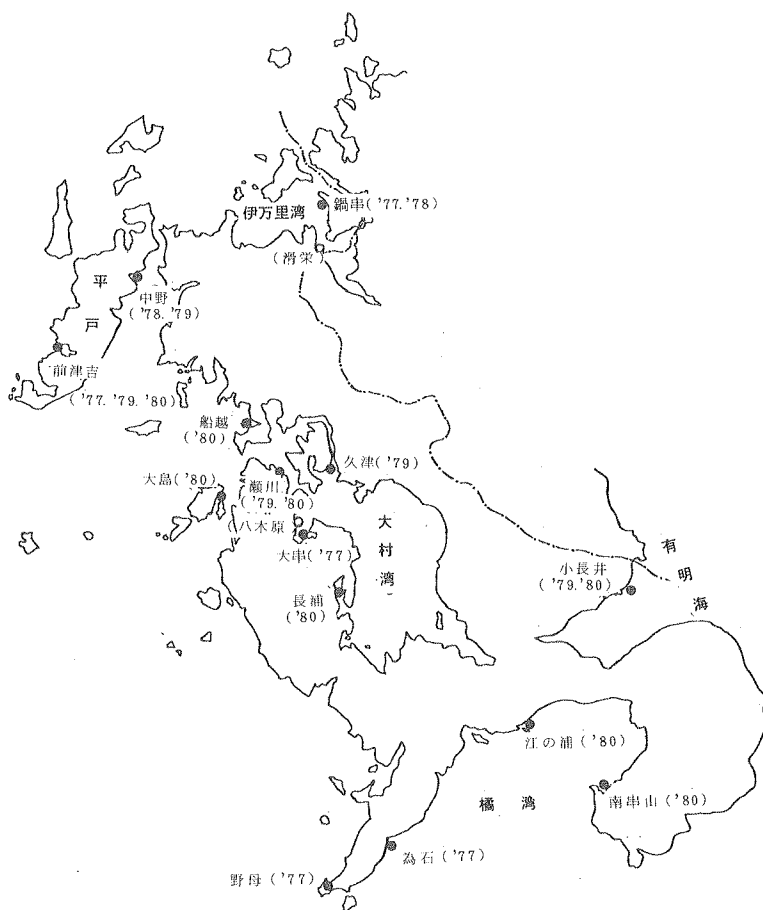 鍋串('77.'78)
伊万里湾
(滑栄)
平戸
中野
('78.'79)
前津吉
('77.'79.'80)
船越
('80)
久津('79)
大島('80)
瀬川
('79.'80)
(八木原)
大串('77)
大村湾
長浦
('80)
有明海
小長井
('79.'80)
江の浦('80)
橘湾
南串山('80)
為石('77)
野母('77)